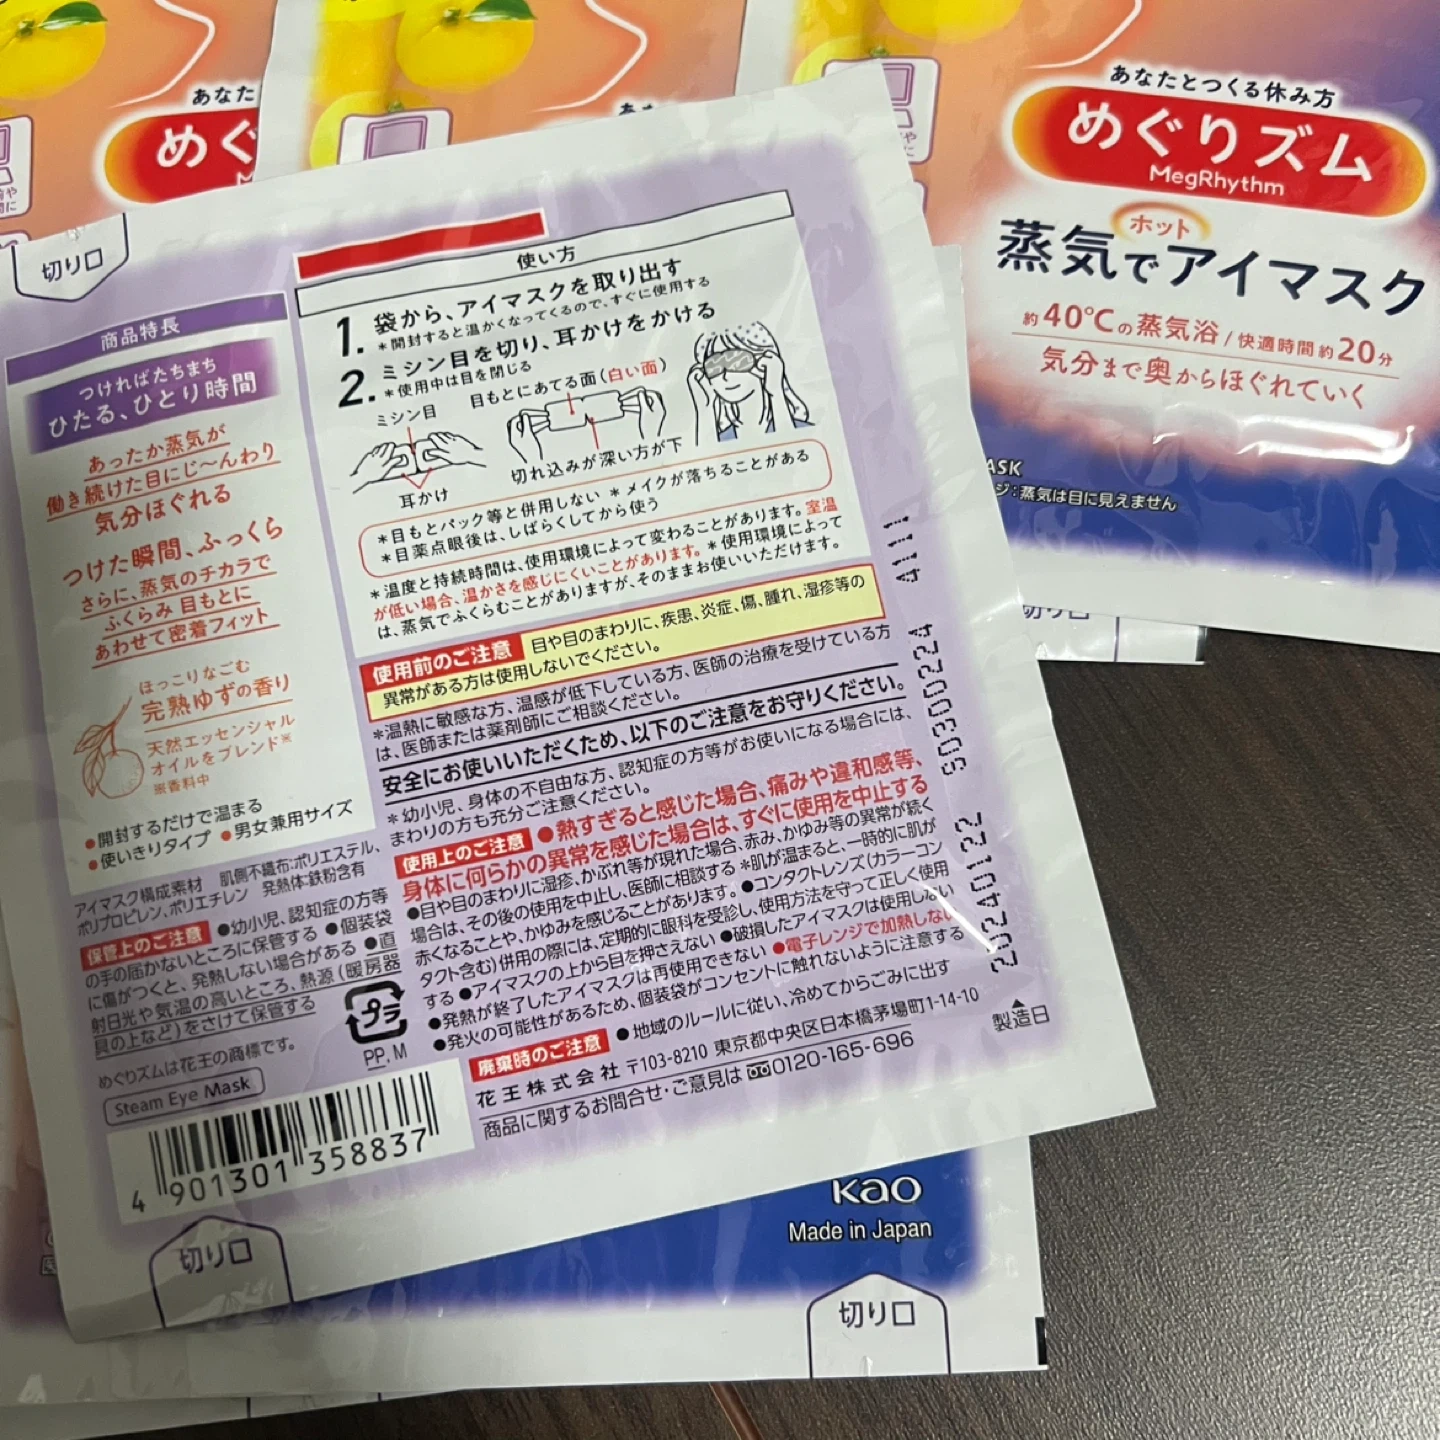 あなた
めぐ
あなたとつくる休み方
めぐりズム
MegRhythm
ホット
蒸気でアイマスク
約40℃の蒸気浴/快適時間約20分
気分まで奥からほぐれていく
ASK
ジ:蒸気は目に見えません
切り口
切り口
商品特長
つければたちまち
ひたる、ひとり時間
あったか蒸気が
働き続けた目にじ〜んわり
気分ほぐれる
つけた瞬間、ふっくら
さらに、蒸気のチカラで
ふくらみ 目もとに
あわせて密着フィット
ほっこりなごむ
完熟ゆずの香り
天然エッセンシャル
オイルをブレンド※
※香料中
●開封するだけで温まる
●使いきりタイプ ●男女兼用サイズ
アイマスク構成素材 肌側不織布:ポリエステル、
ポリプロピレン、ポリエチレン 発熱体:鉄粉含有
保管上のご注意 ●幼小児、認知症の方等
の手の届かないところに保管する ●個装袋
に傷がつくと、発熱しない場合がある ●直
射日光や気温の高いところ、熱源(暖房器
具の上など)をさけて保管する
めぐりズムは花王の商標です。
Steam Eye Mask
プラ
PP, M
4 901301 358837
使い方
1. 袋から、アイマスクを取り出す
*開封すると温かくなってくるので、すぐに使用する
2. ミシン目を切り、耳かけをかける
*使用中は目を閉じる
ミシン目 目もとにあてる面(白い面)
耳かけ 切れ込みが深い方が下
*目もとパック等と併用しない *メイクが落ちることがある
*目薬点眼後は、しばらくしてから使う
*温度と持続時間は、使用環境によって変わることがあります。室温
が低い場合、温かさを感じにくいことがあります。*使用環境によって
は、蒸気でふくらむことがありますが、そのままお使いいただけます。
使用前のご注意 目や目のまわりに、疾患、炎症、傷、腫れ、湿疹等の
異常がある方は使用しないでください。
*温熱に敏感な方、温感が低下している方、医師の治療を受けている方
は、医師または薬剤師にご相談ください。
安全にお使いいただくため、以下のご注意をお守りください。
*幼小児、身体の不自由な方、認知症の方等がお使いになる場合には、
まわりの方も充分ご注意ください。
使用上のご注意 ●熱すぎると感じた場合、痛みや違和感等、
身体に何らかの異常を感じた場合は、すぐに使用を中止する
●目や目のまわりに湿疹、かぶれ等が現れた場合、赤み、かゆみ等の異常が続く
場合は、その後の使用を中止し、医師に相談する *肌が温まると、一時的に肌が
赤くなることや、かゆみを感じることがあります。●コンタクトレンズ(カラーコン
タクト含む)併用の際には、定期的に眼科を受診し、使用方法を守って正しく使用
する ●アイマスクの上から目を押さえない ●破損したアイマスクは使用しない
●発熱が終了したアイマスクは再使用できない ●電子レンジで加熱しない
●発火の可能性があるため、個装袋がコンセントに触れないように注意する
廃棄時のご注意 ●地域のルールに従い、冷めてからごみに出す
花王株式会社 〒103-8210 東京都中央区日本橋茅場町1-14-10
商品に関するお問合せ・ご意見は 0120-165-696
20240122 50300224 4111
製造日
切り口
Kao
Made in Japan
切り口